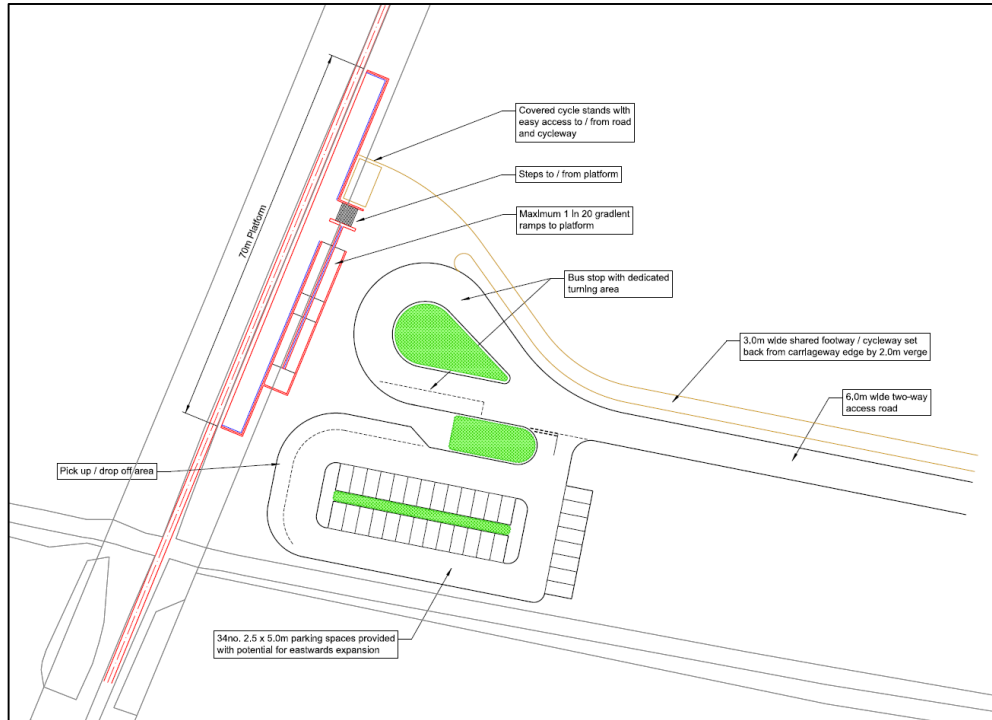 Covered cycle stands with
easy access to / from road
and cycleway
Steps to / from platform
Maximum 1 in 20 gradient
ramps to platform
70m Platform
Bus stop with dedicated
turning area
3.0m wide shared footway / cycleway set
back from carriageway edge by 2.0m verge
6.0m wide two-way
access road
Pick up / drop off area
34no. 2.5 x 5.0m parking spaces provided
with potential for eastwards expansion